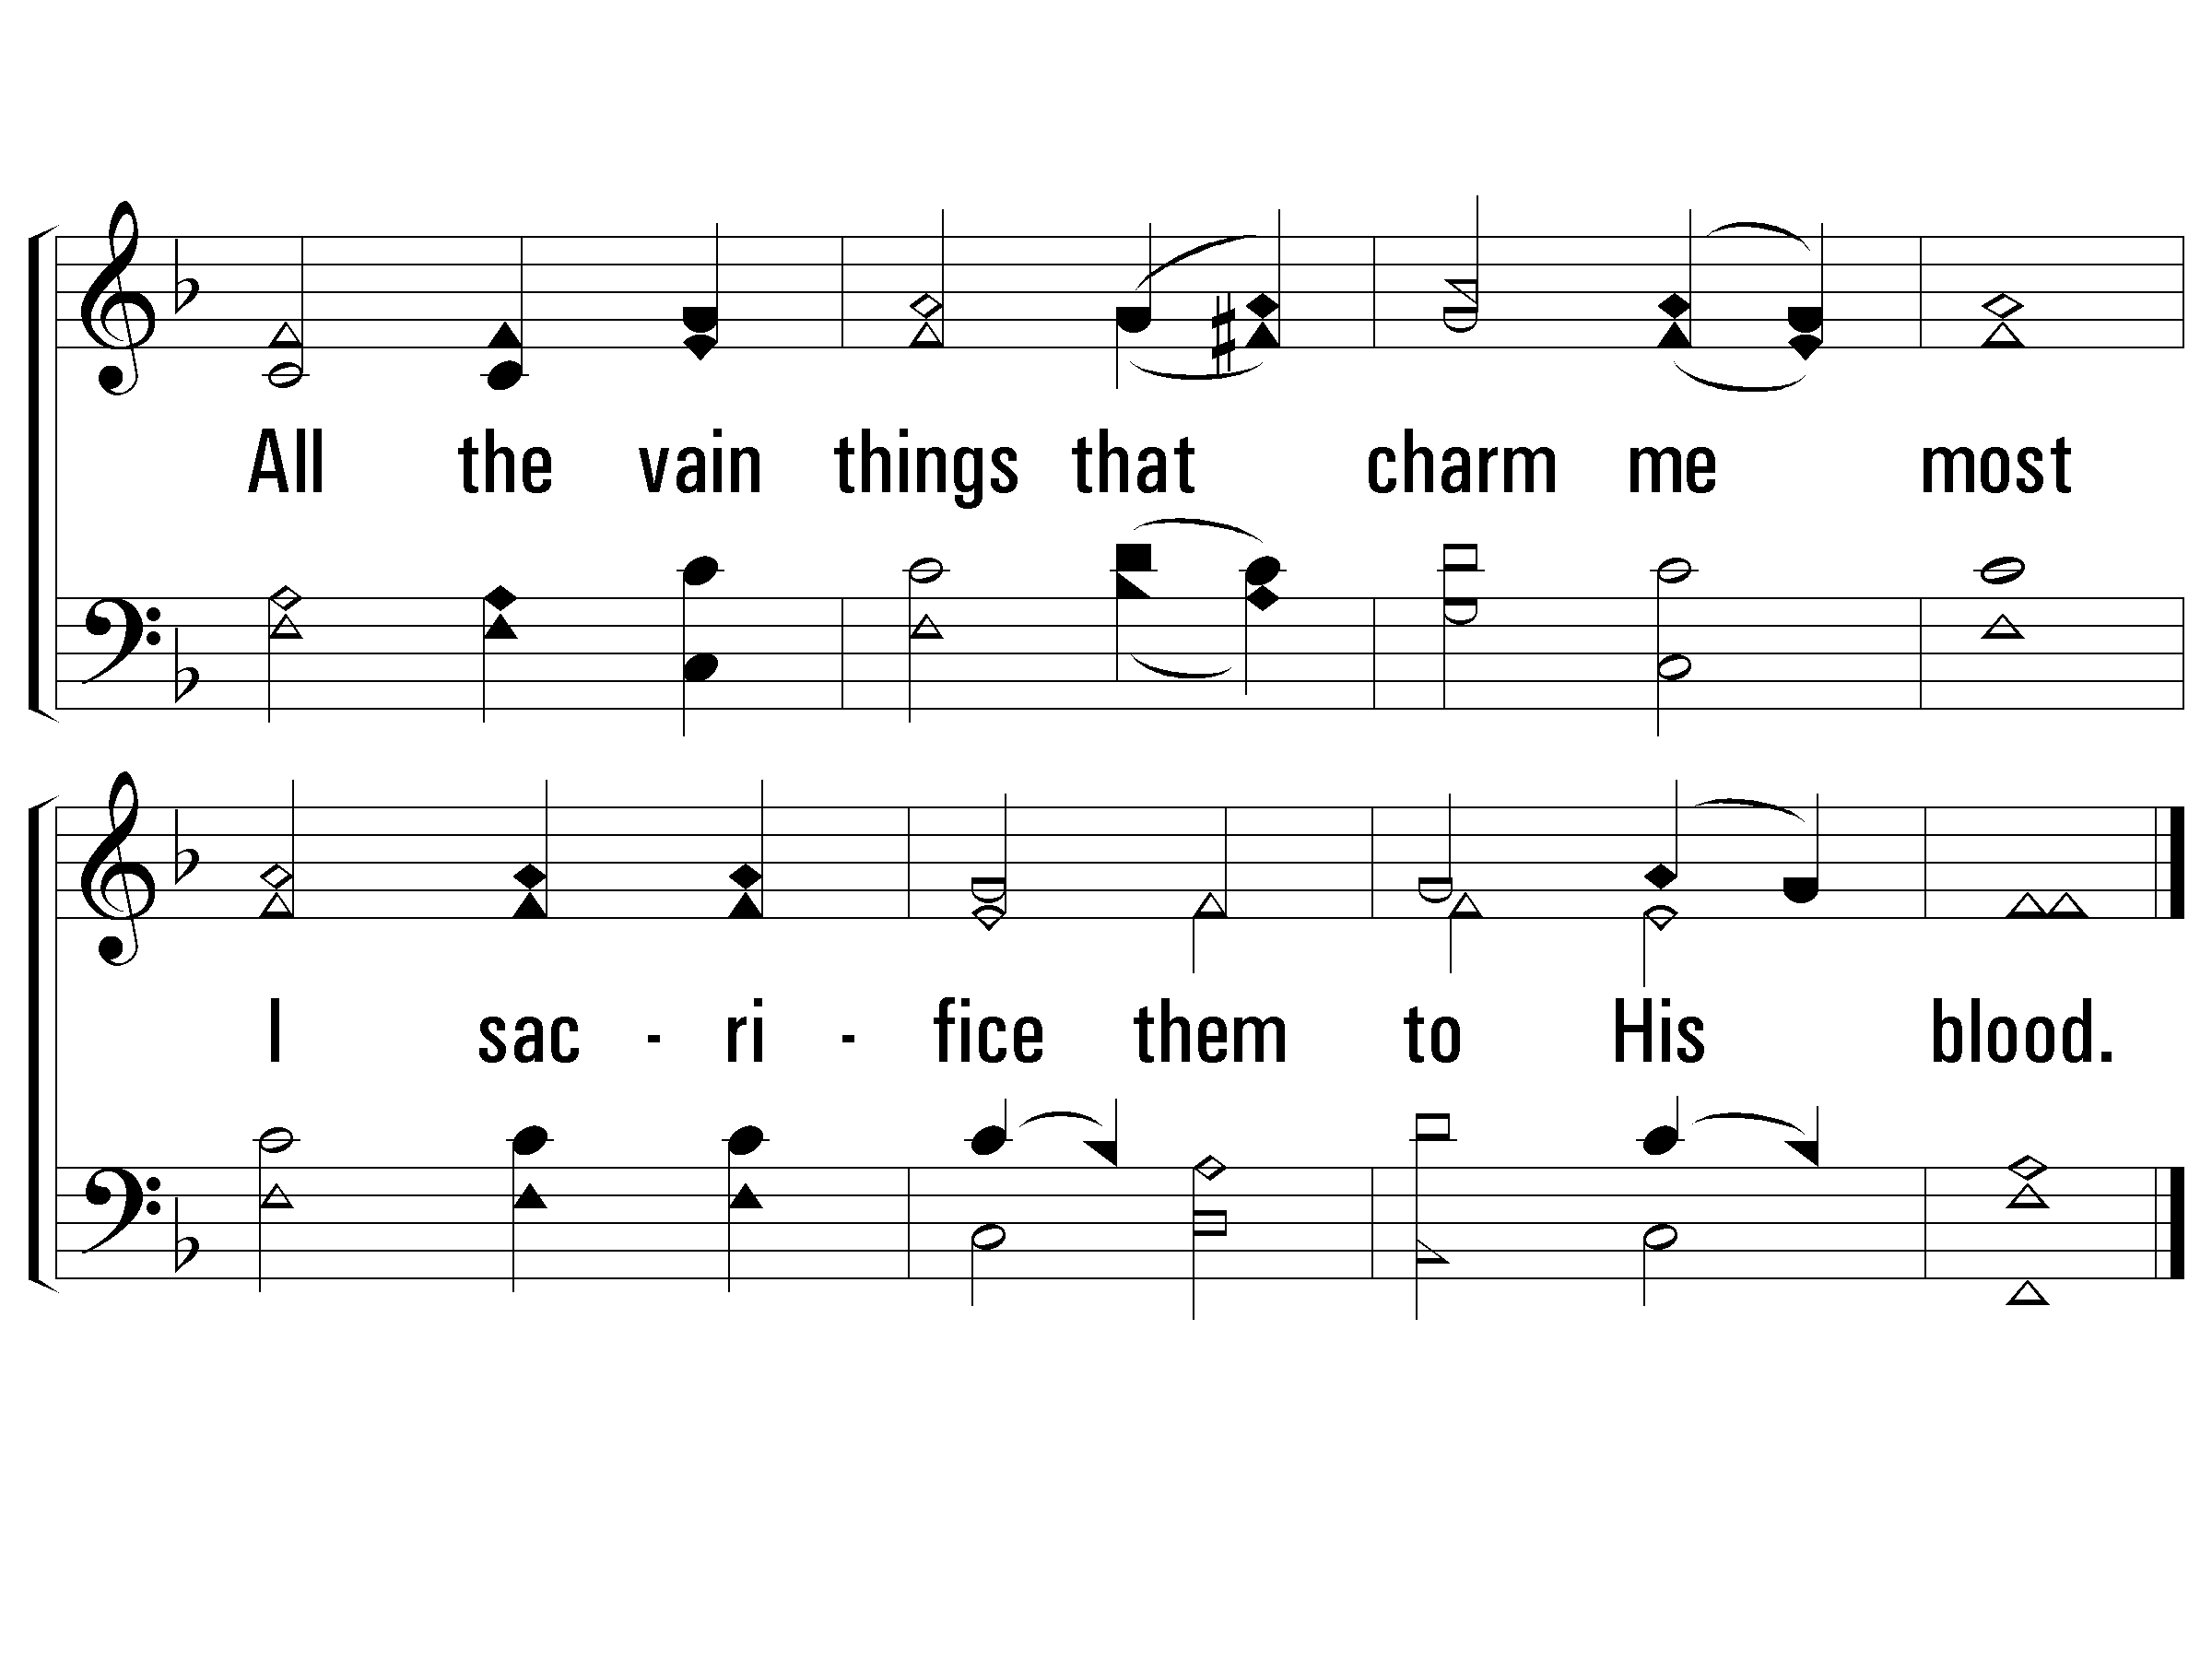 All the vain things that charm me most
I sac - ri - fice them to His blood.